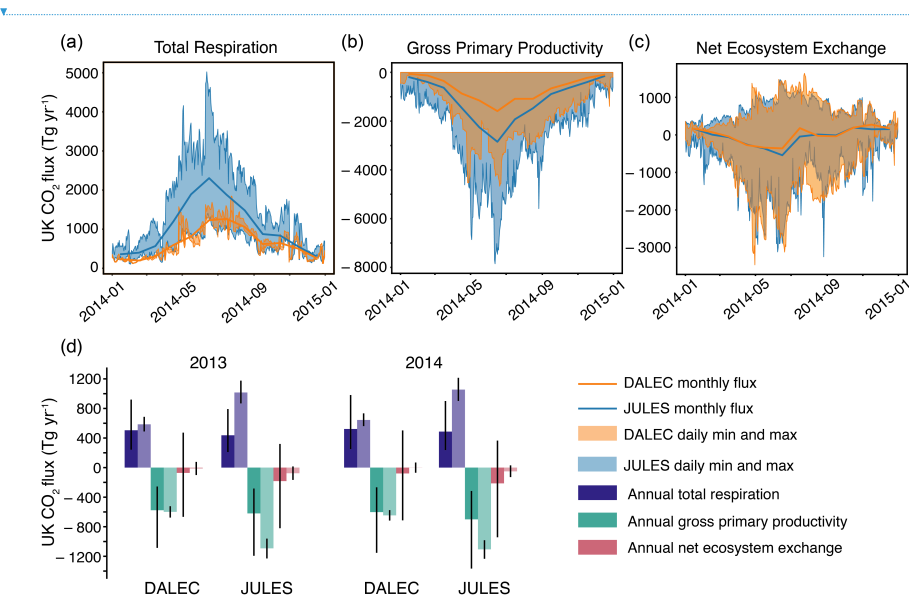 (a)
Total Respiration
UK CO2 flux (Tg yr-1)
5000
4000
3000
2000
1000
0
2014-01
2014-05
2014-09
2015-01
(b)
Gross Primary Productivity
0
−2000
−4000
−6000
−8000
2014-01
2014-05
2014-09
2015-01
(c)
Net Ecosystem Exchange
1000
0
−1000
−2000
−3000
2014-01
2014-05
2014-09
2015-01
(d)
2013
2014
UK CO2 flux (Tg yr-1)
1200
800
400
0
−400
−800
−1200
DALEC
JULES
DALEC
JULES
DALEC monthly flux
JULES monthly flux
DALEC daily min and max
JULES daily min and max
Annual total respiration
Annual gross primary productivity
Annual net ecosystem exchange